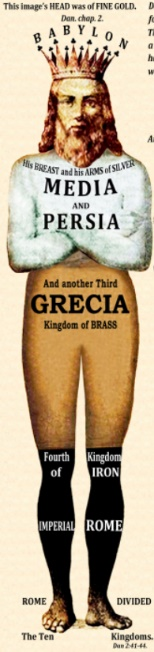 This image's HEAD was of FINE GOLD.
Dan. chap. 2.
BABYLON
His BREAST and his ARMS of SILVER
MEDIA
AND
PERSIA
And another Third
GRECIA
Kingdom of BRASS
Fourth Kingdom
of IRON
IMPERIAL ROME
ROME DIVIDED
The Ten Kingdoms.
Dan 2:41-44.